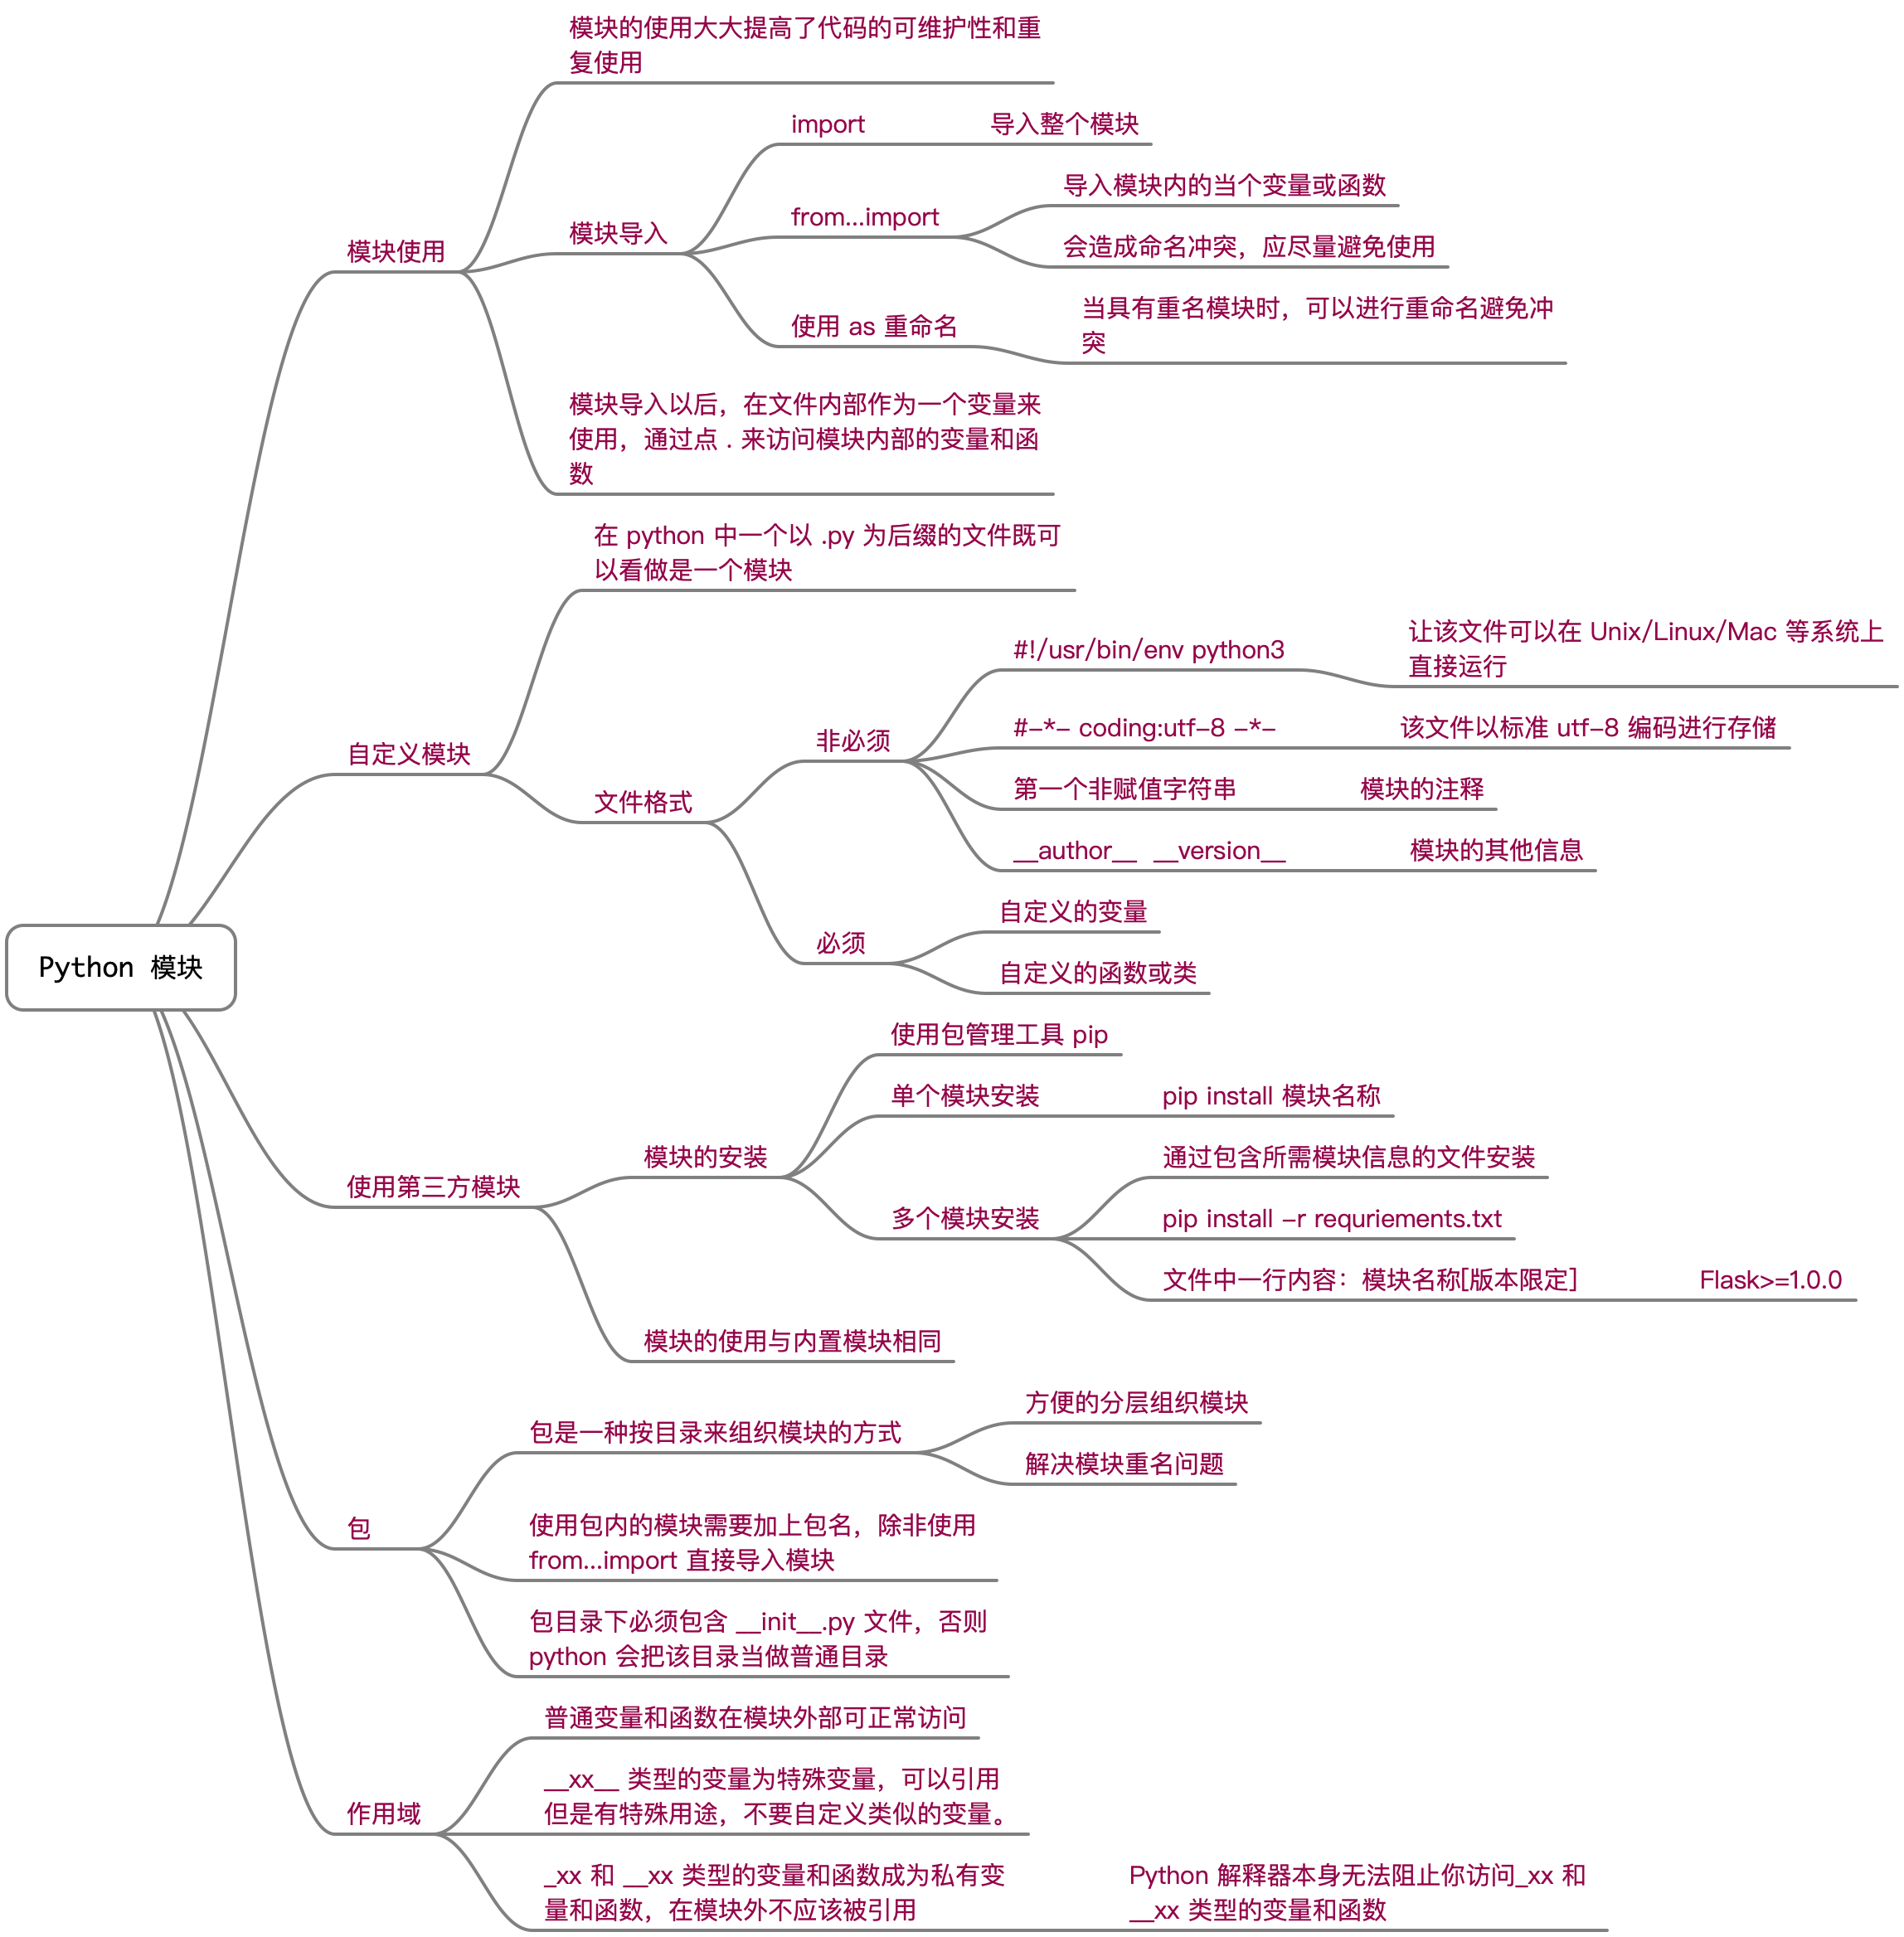 模块的使用大大提高了代码的可维护性和重
复使用
import
导入整个模块
导入模块内的当个变量或函数
from...import
模块导入
会造成命名冲突，应尽量避免使用
模块使用
当具有重名模块时，可以进行重命名避免冲
突
使用 as 重命名
模块导入以后，在文件内部作为一个变量来
使用，通过点 . 来访问模块内部的变量和函
数
在 python 中一个以 .py 为后缀的文件既可
以看做是一个模块
#!/usr/bin/env python3
让该文件可以在 Unix/Linux/Mac 等系统上
直接运行
#-*- coding:utf-8 -*-
该文件以标准 utf-8 编码进行存储
非必须
自定义模块
第一个非赋值字符串
模块的注释
文件格式
__author__ __version__
模块的其他信息
自定义的变量
必须
自定义的函数或类
Python 模块
使用包管理工具 pip
单个模块安装
pip install 模块名称
模块的安装
通过包含所需模块信息的文件安装
使用第三方模块
多个模块安装
pip install -r requriements.txt
文件中一行内容：模块名称[版本限定]
Flask>=1.0.0
模块的使用与内置模块相同
方便的分层组织模块
包是一种按目录来组织模块的方式
解决模块重名问题
包
使用包内的模块需要加上包名，除非使用
from...import 直接导入模块
包目录下必须包含 __init__.py 文件，否则
python 会把该目录当做普通目录
普通变量和函数在模块外部可正常访问
作用域
__xx__ 类型的变量为特殊变量，可以引用
但是有特殊用途，不要自定义类似的变量。
_xx 和 __xx 类型的变量和函数成为私有变
量和函数，在模块外不应该被引用
Python 解释器本身无法阻止你访问_xx 和
__xx 类型的变量和函数